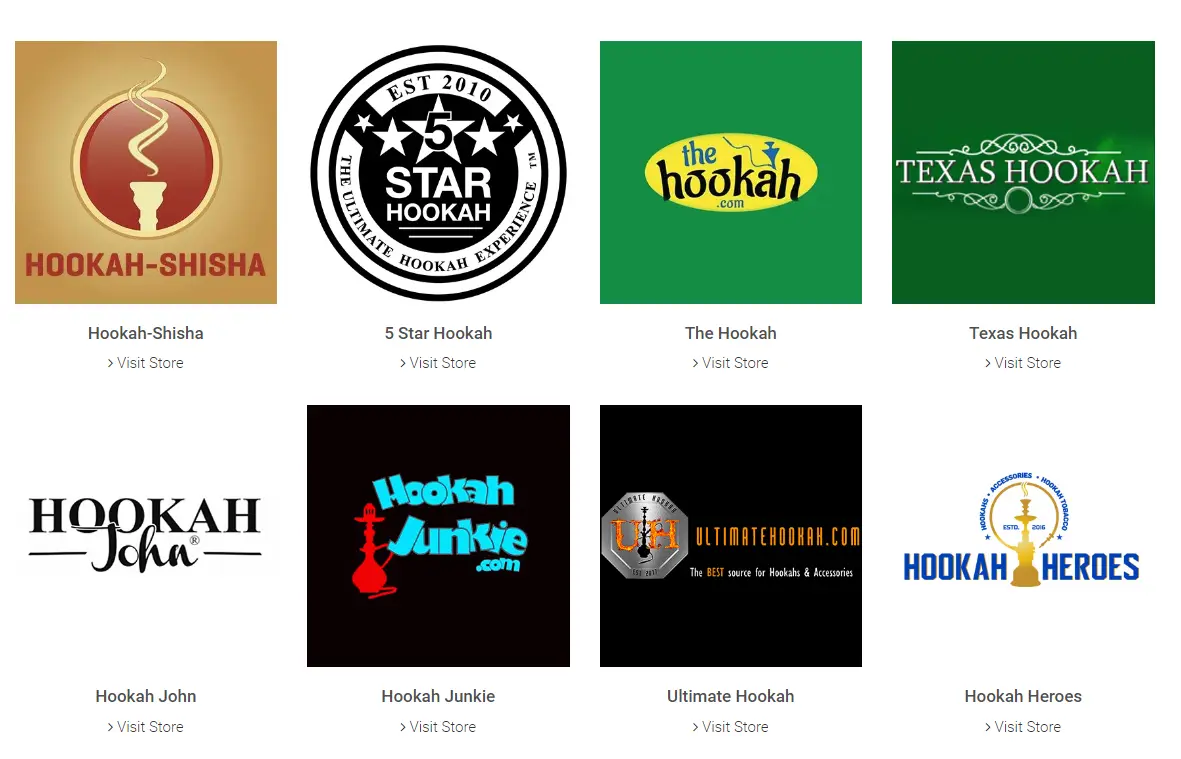 HOOKAH-SHISHA
EST 2010
5
STAR
HOOKAH
THE ULTIMATE HOOKAH EXPERIENCE ™
the
hookah
.com
TEXAS HOOKAH
Hookah-Shisha
5 Star Hookah
The Hookah
Texas Hookah
> Visit Store
> Visit Store
> Visit Store
> Visit Store
HOOKAH
John®
Hookah
Junkie
.com
ULTIMATE HOOKAH
UH
EST 2017
ULTIMATEHOOKAH.COM
The BEST source for Hookahs & Accessories
HOOKAHS • ACCESSORIES • HOOKAH TOBACCO
ESTD. 2016
HOOKAH HEROES
Hookah John
Hookah Junkie
Ultimate Hookah
Hookah Heroes
> Visit Store
> Visit Store
> Visit Store
> Visit Store